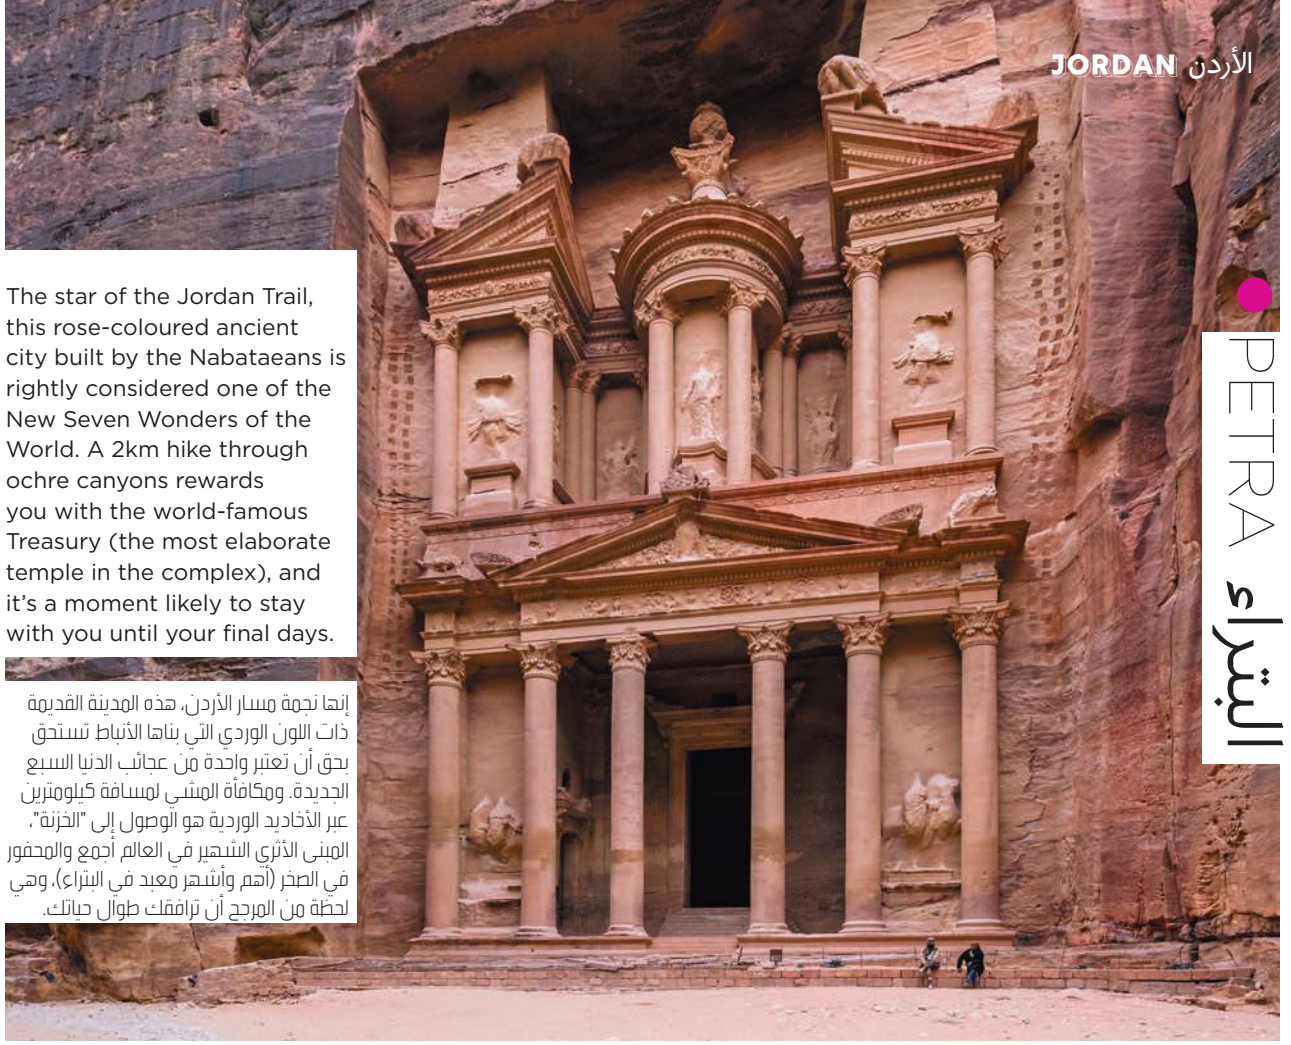 JORDAN الأردن
PETRA البتراء
The star of the Jordan Trail,
this rose-coloured ancient
city built by the Nabataeans is
rightly considered one of the
New Seven Wonders of the
World. A 2km hike through
ochre canyons rewards
you with the world-famous
Treasury (the most elaborate
temple in the complex), and
it’s a moment likely to stay
with you until your final days.
إنها نجمة مسار الأردن، هذه المدينة القديمة
ذات اللون الوردي التي بناها الأنباط تستحق
بحق أن تعتبر واحدة من عجائب الدنيا السبع
الجديدة. ومكافأة المشي لمسافة كيلومترين
عبر الأخاديد الوردية هو الوصول إلى "الخزنة"،
المبنى الأثري الشهير في العالم أجمع والمحفور
في الصخر (أهم وأشهر معبد في البتراء)، وهي
لحظة من المرجح أن ترافقك طوال حياتك.